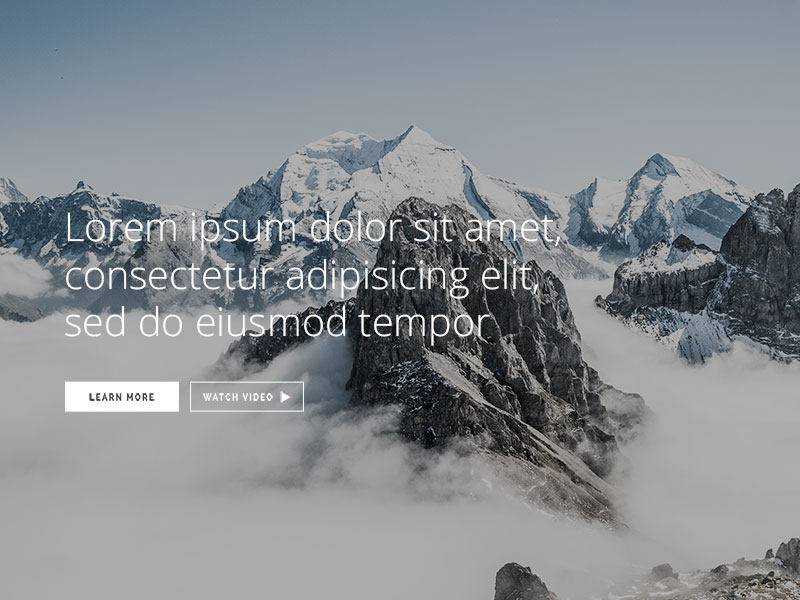 Lorem ipsum dolor sit amet,
consectetur adipisicing elit,
sed do eiusmod tempor
LEARN MORE
WATCH VIDEO